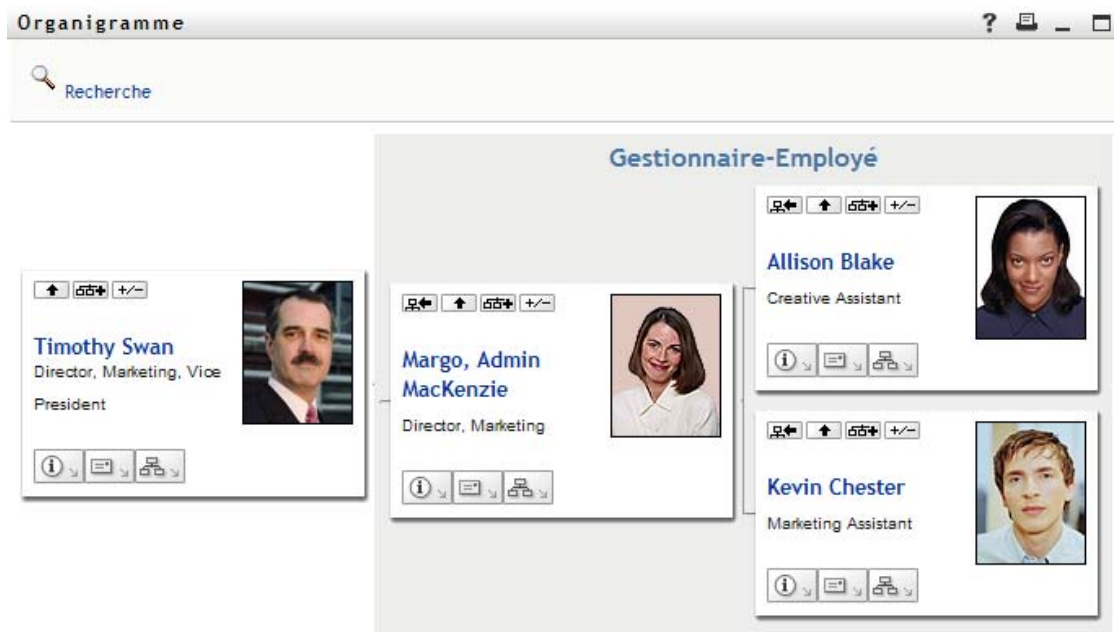 Organigramme
Recherche
Gestionnaire-Employé
Timothy Swan
Director, Marketing, Vice
President
Margo, Admin
MacKenzie
Director, Marketing
Allison Blake
Creative Assistant
Kevin Chester
Marketing Assistant